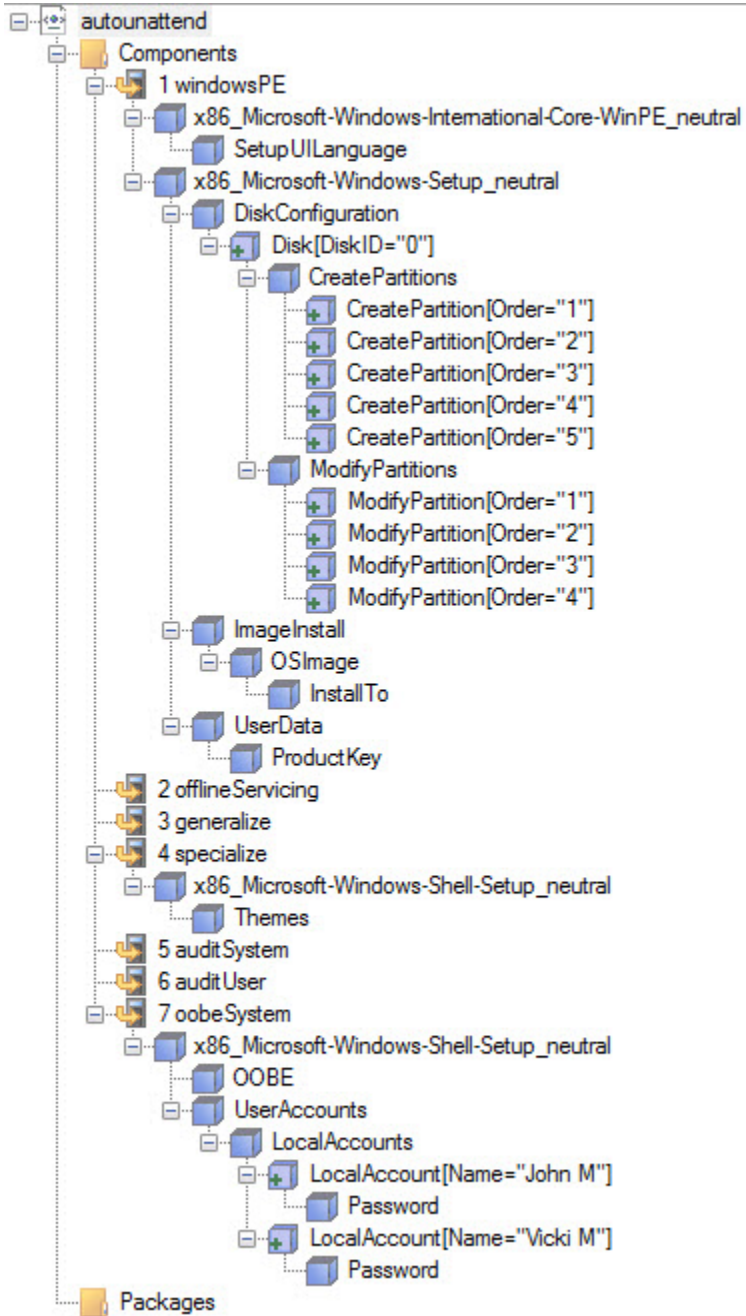 autounattend
Components
1 windowsPE
x86_Microsoft-Windows-International-Core-WinPE_neutral
SetupUILanguage
x86_Microsoft-Windows-Setup_neutral
DiskConfiguration
Disk[DiskID="0"]
CreatePartitions
CreatePartition[Order="1"]
CreatePartition[Order="2"]
CreatePartition[Order="3"]
CreatePartition[Order="4"]
CreatePartition[Order="5"]
ModifyPartitions
ModifyPartition[Order="1"]
ModifyPartition[Order="2"]
ModifyPartition[Order="3"]
ModifyPartition[Order="4"]
ImageInstall
OSImage
InstallTo
UserData
ProductKey
2 offlineServicing
3 generalize
4 specialize
x86_Microsoft-Windows-Shell-Setup_neutral
Themes
5 auditSystem
6 auditUser
7 oobeSystem
x86_Microsoft-Windows-Shell-Setup_neutral
OOBE
UserAccounts
LocalAccounts
LocalAccount[Name="John M"]
Password
LocalAccount[Name="Vicki M"]
Password
Packages